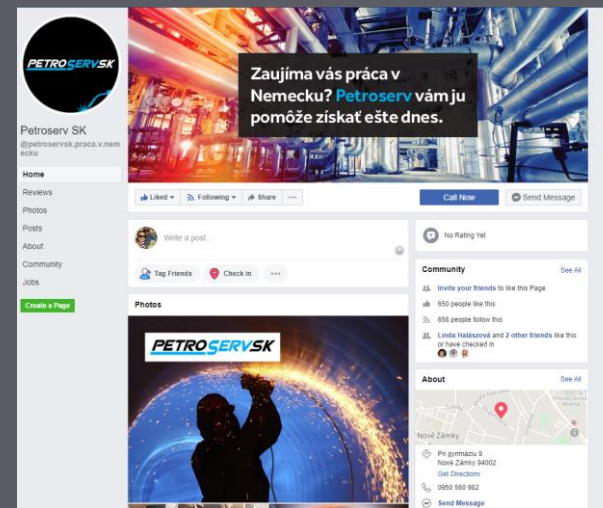 PETROSERVSK
Petroserv SK
@petroservsk.praca.v.nem
ecku
Home
Reviews
Photos
Posts
About
Community
Jobs
Create a Page
Zaujíma vás práca v
Nemecku? Petroserv vám ju
pomôže získať ešte dnes.
Liked
Following
Share
Call Now
Send Message
Write a post...
Tag Friends
Check in
Photos
PETROSERVSK
No Rating Yet
Community
See All
Invite your friends to like this Page
650 people like this
658 people follow this
Linda Halászová and 2 other friends like this
or have checked in
About
See All
Nové Zámky
Pri gymnáziu 9
Nové Zámky 94002
Get Directions
0950 560 982
Send Message